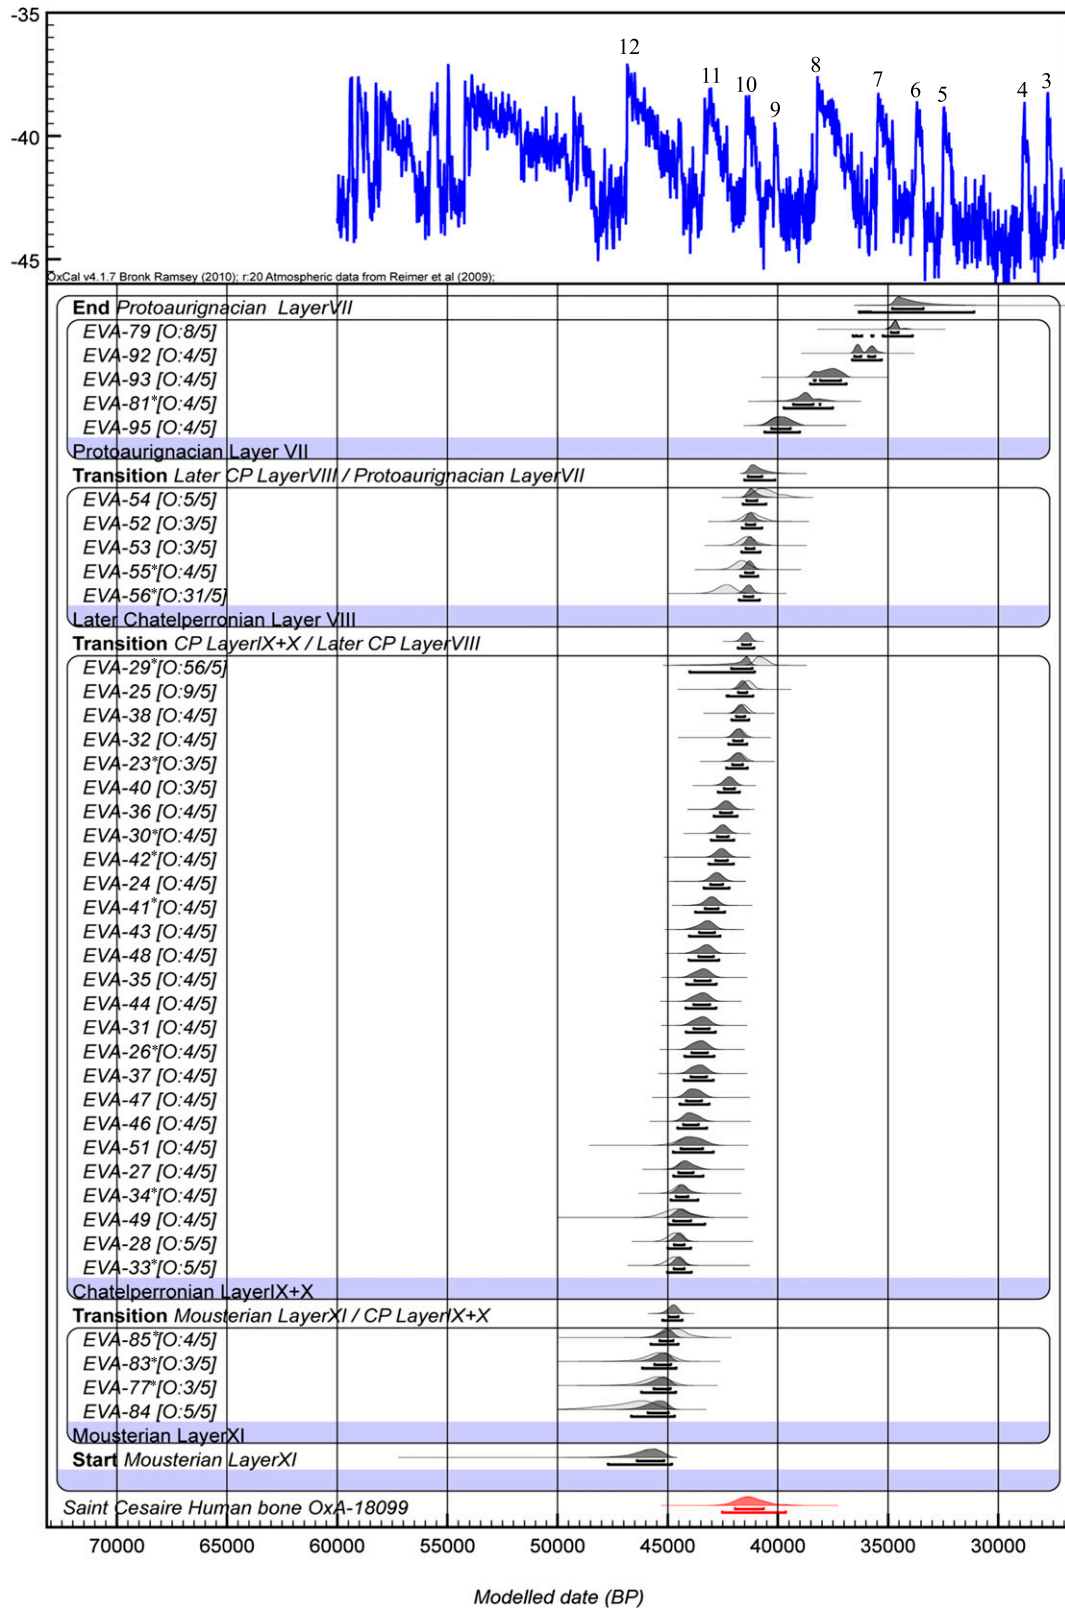 -35
12
11
10
9
8
7
6
5
4
3
-40
-45
OxCal v4.1.7 Bronk Ramsey (2010); r:20 Atmospheric data from Reimer et al (2009);
End Protoaurignacian LayerVII
EVA-79 [O:8/5]
EVA-92 [O:4/5]
EVA-93 [O:4/5]
EVA-81*[O:4/5]
EVA-95 [O:4/5]
Protoaurignacian Layer VII
Transition Later CP LayerVIII / Protoaurignacian LayerVII
EVA-54 [O:5/5]
EVA-52 [O:3/5]
EVA-53 [O:3/5]
EVA-55*[O:4/5]
EVA-56*[O:31/5]
Later Chatelperronian Layer VIII
Transition CP LayerIX+X / Later CP LayerVIII
EVA-29*[O:56/5]
EVA-25 [O:9/5]
EVA-38 [O:4/5]
EVA-32 [O:4/5]
EVA-23*[O:3/5]
EVA-40 [O:3/5]
EVA-36 [O:4/5]
EVA-30*[O:4/5]
EVA-42*[O:4/5]
EVA-24 [O:4/5]
EVA-41*[O:4/5]
EVA-43 [O:4/5]
EVA-48 [O:4/5]
EVA-35 [O:4/5]
EVA-44 [O:4/5]
EVA-31 [O:4/5]
EVA-26*[O:4/5]
EVA-37 [O:4/5]
EVA-47 [O:4/5]
EVA-46 [O:4/5]
EVA-51 [O:4/5]
EVA-27 [O:4/5]
EVA-34*[O:4/5]
EVA-49 [O:4/5]
EVA-28 [O:5/5]
EVA-33*[O:5/5]
Chatelperronian LayerIX+X
Transition Mousterian LayerXI / CP LayerIX+X
EVA-85*[O:4/5]
EVA-83*[O:3/5]
EVA-77*[O:3/5]
EVA-84 [O:5/5]
Mousterian LayerXI
Start Mousterian LayerXI
Saint Cesaire Human bone OxA-18099
70000 65000 60000 55000 50000 45000 40000 35000 30000
Modelled date (BP)